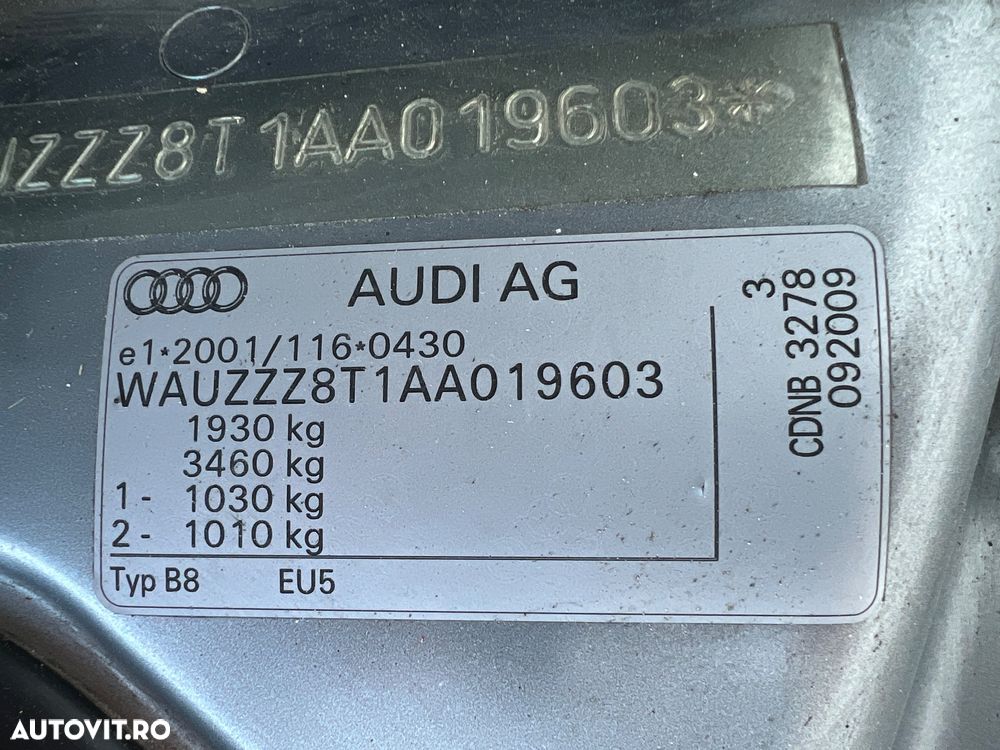 UZZZ8T1AA019603*
AUDI AG
e1*2001/116*0430
WAUZZZ8T1AA019603
1930 kg
3460 kg
1- 1030 kg
2- 1010 kg
Typ B8 EU5
3
CDNB 3278
092009
AUTOVIT.RO